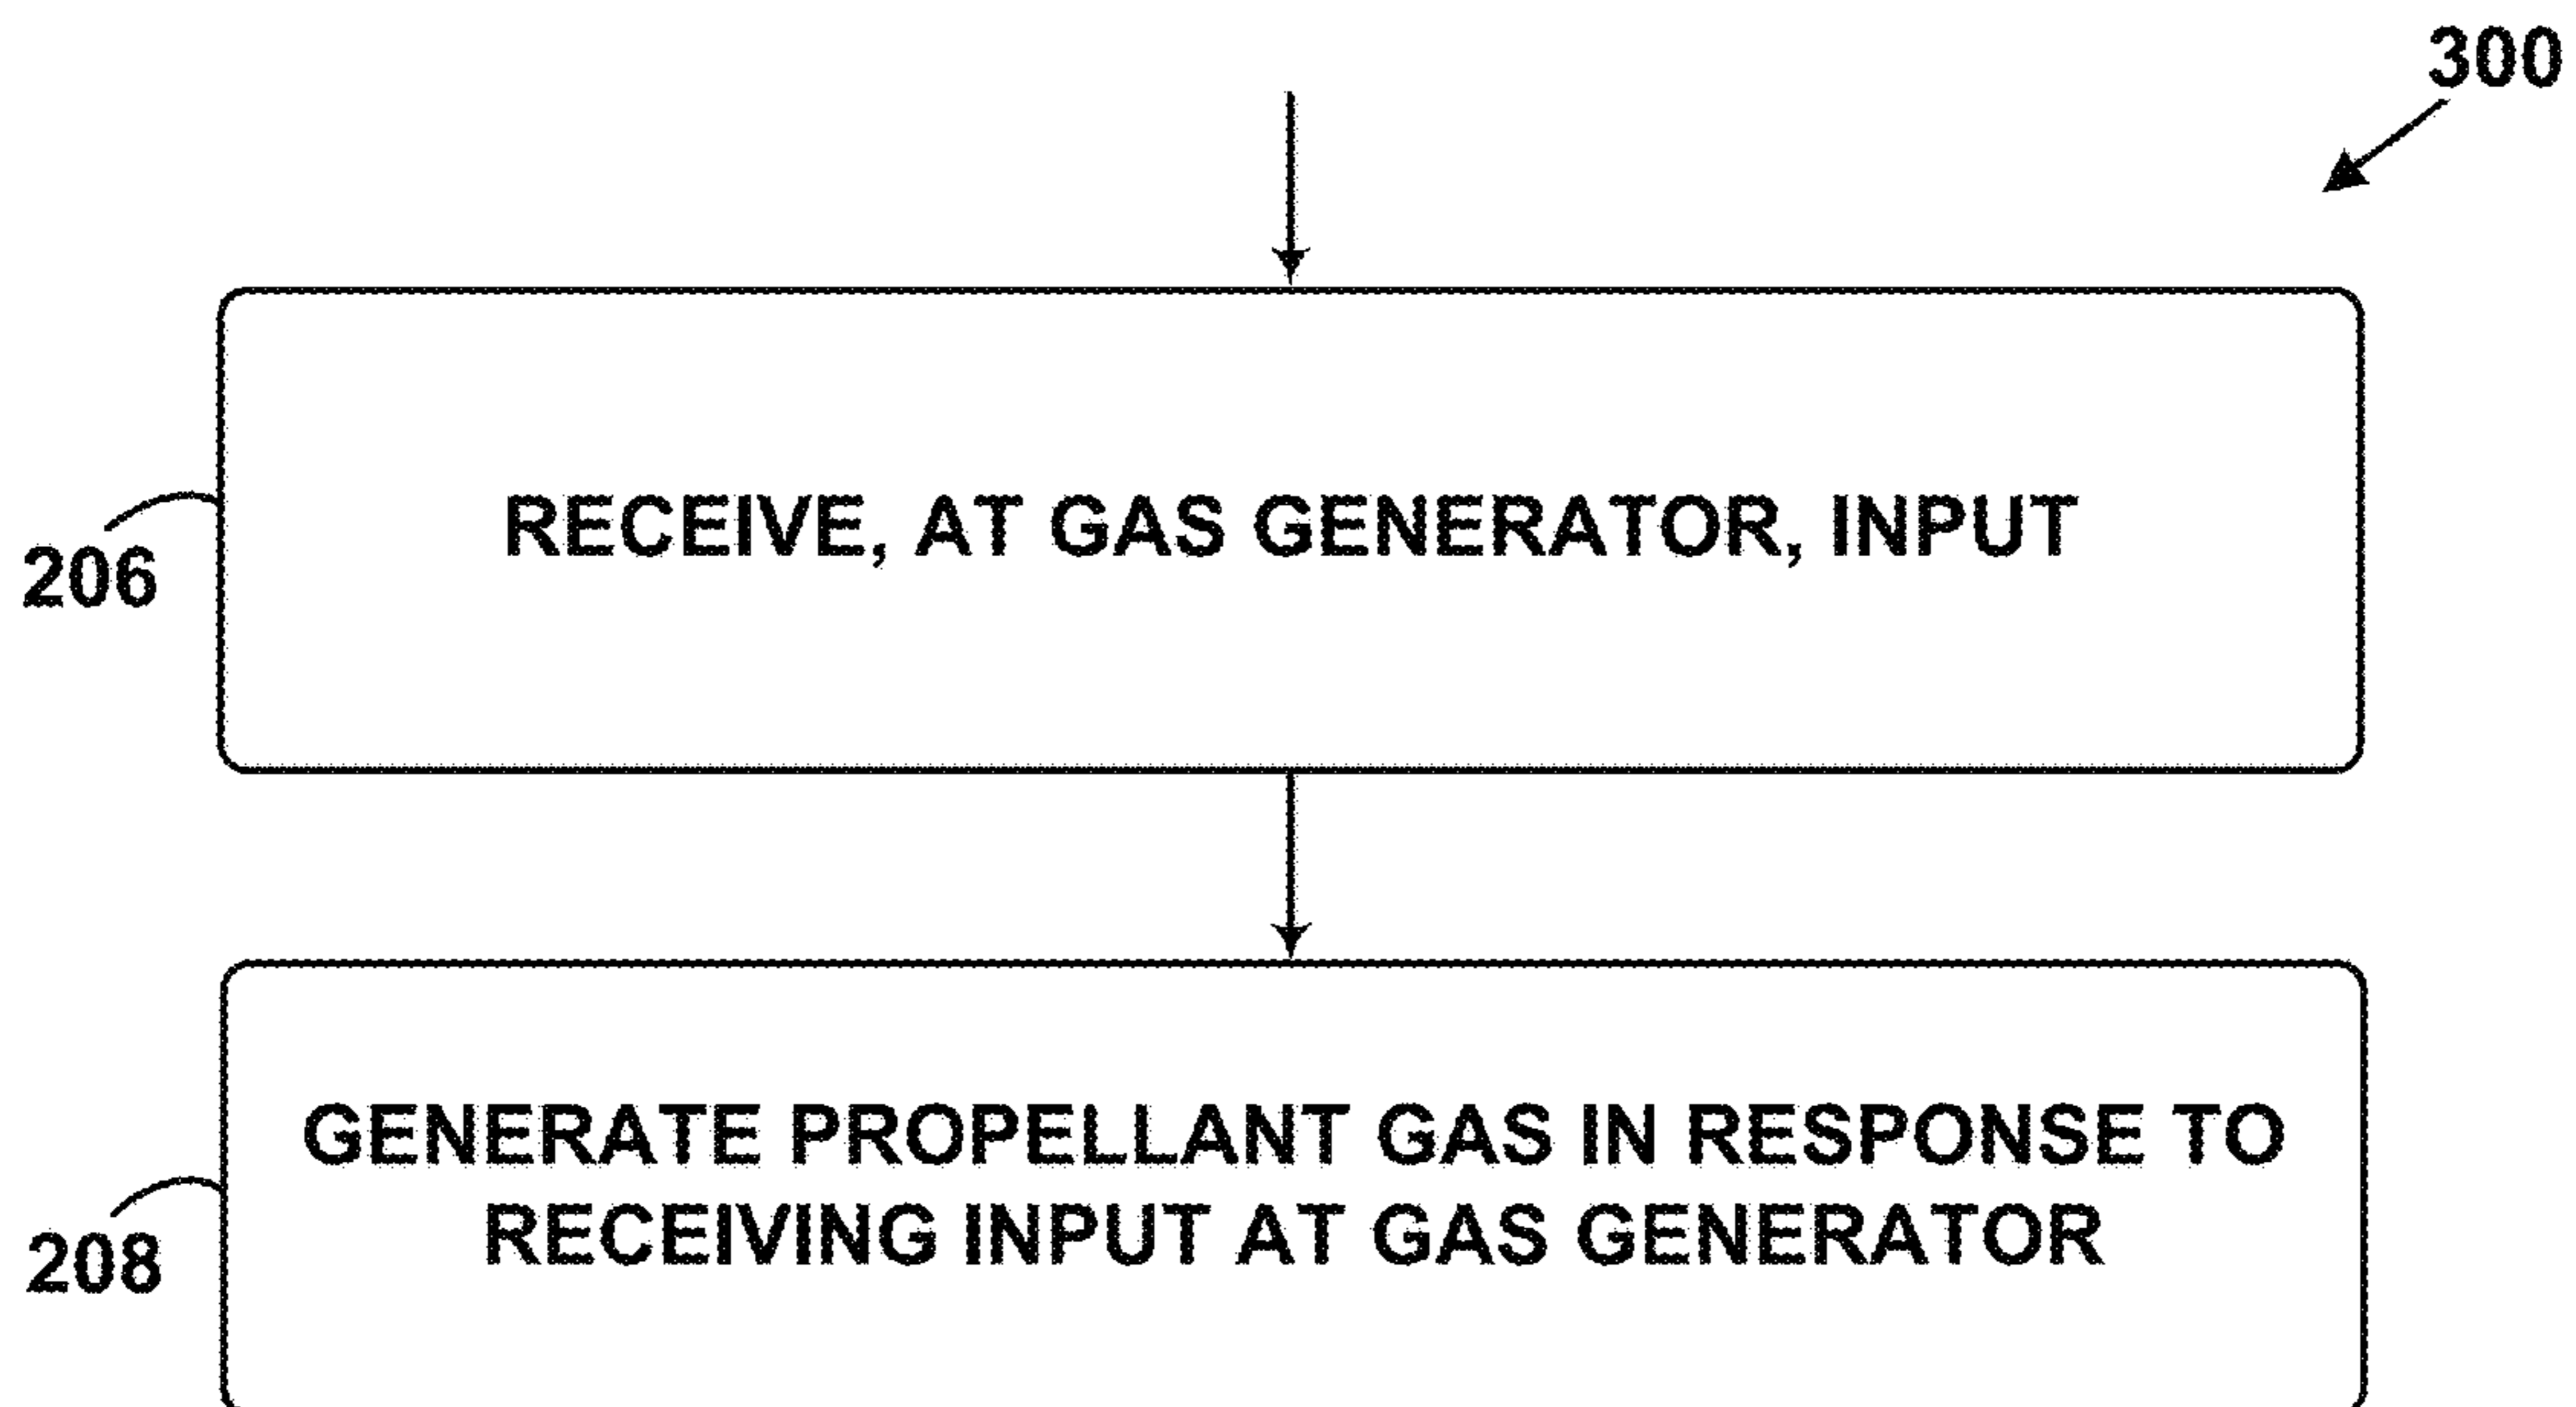 300
RECEIVE, AT GAS GENERATOR, INPUT
206
GENERATE PROPELLANT GAS IN RESPONSE TO
RECEIVING INPUT AT GAS GENERATOR
208